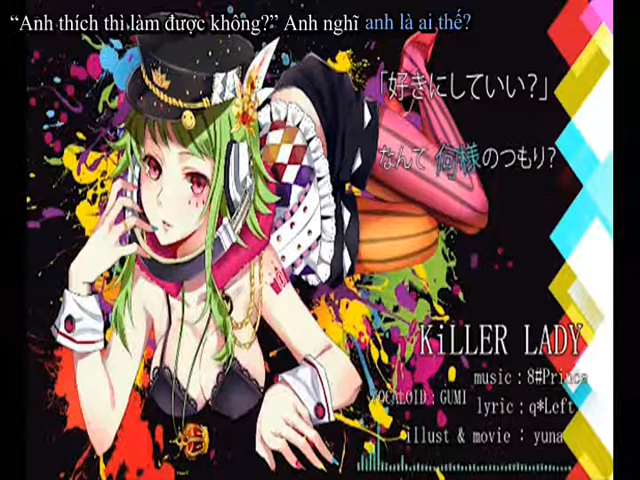 “Anh thích thì làm được không?” Anh nghĩ anh là ai thế?
「好きにしていい?」
なんて 何様のつもり?
KiLLER LADY
music : 8#Prince
VOCALOID : GUMI
lyric : q*Left
illust & movie : yuna